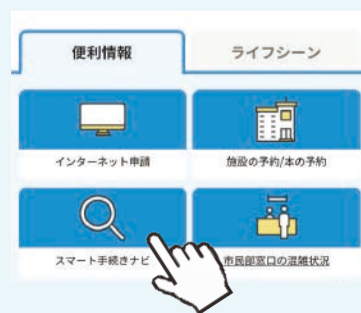 便利情報
ライフシーン
インターネット申請
施設の予約/本の予約
スマート手続きナビ
市民部窓口の混雑状況